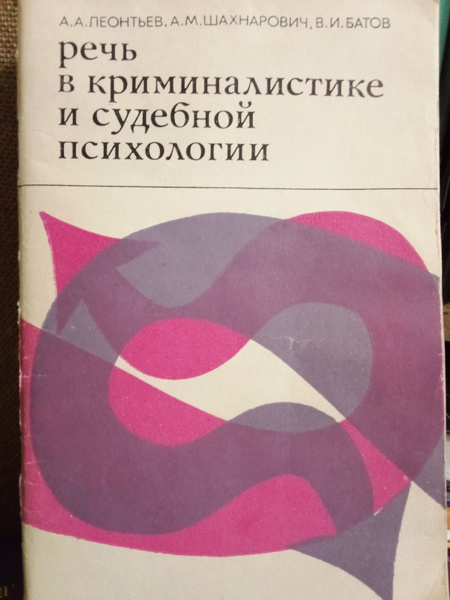 А.А.ЛЕОНТЬЕВ, А.М.ШАХНАРОВИЧ, В.И.БАТОВ
речь
в криминалистике
и судебной
психологии